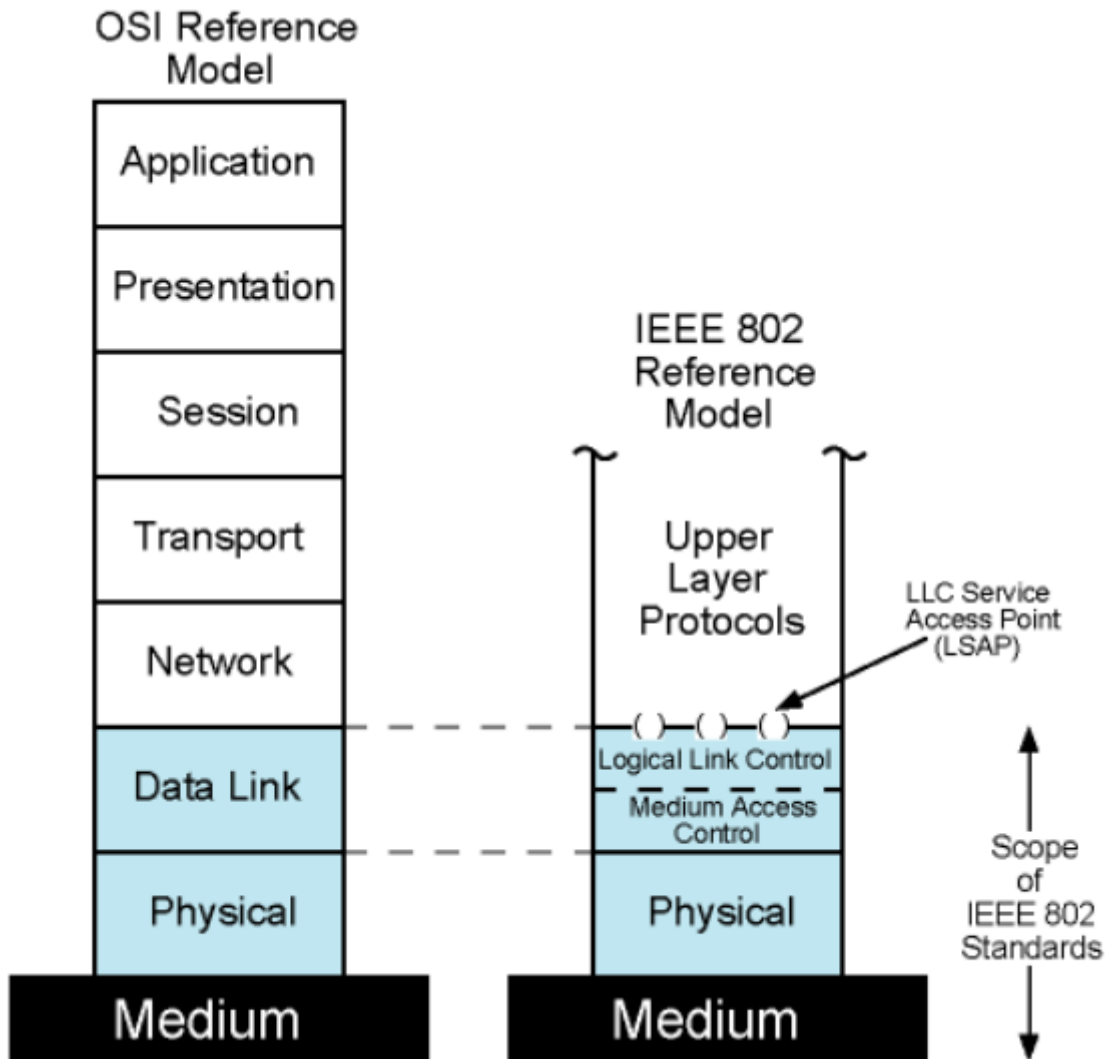 OSI Reference
Model
Application
Presentation
Session
Transport
Network
Data Link
Physical
Medium
IEEE 802
Reference
Model
Upper
Layer
Protocols
LLC Service
Access Point
(LSAP)
Logical Link Control
Medium Access
Control
Physical
Medium
Scope
of
IEEE 802
Standards